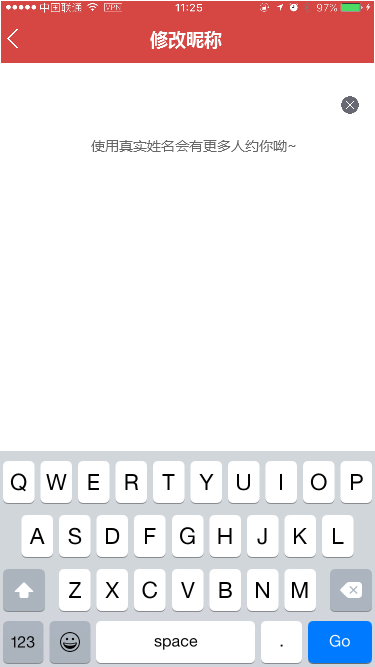 中国联通 VPN 11:25 97%
修改昵称
使用真实姓名会有更多人约你呦~
Q W E R T Y U I O P
A S D F G H J K L
Z X C V B N M
123 space . Go